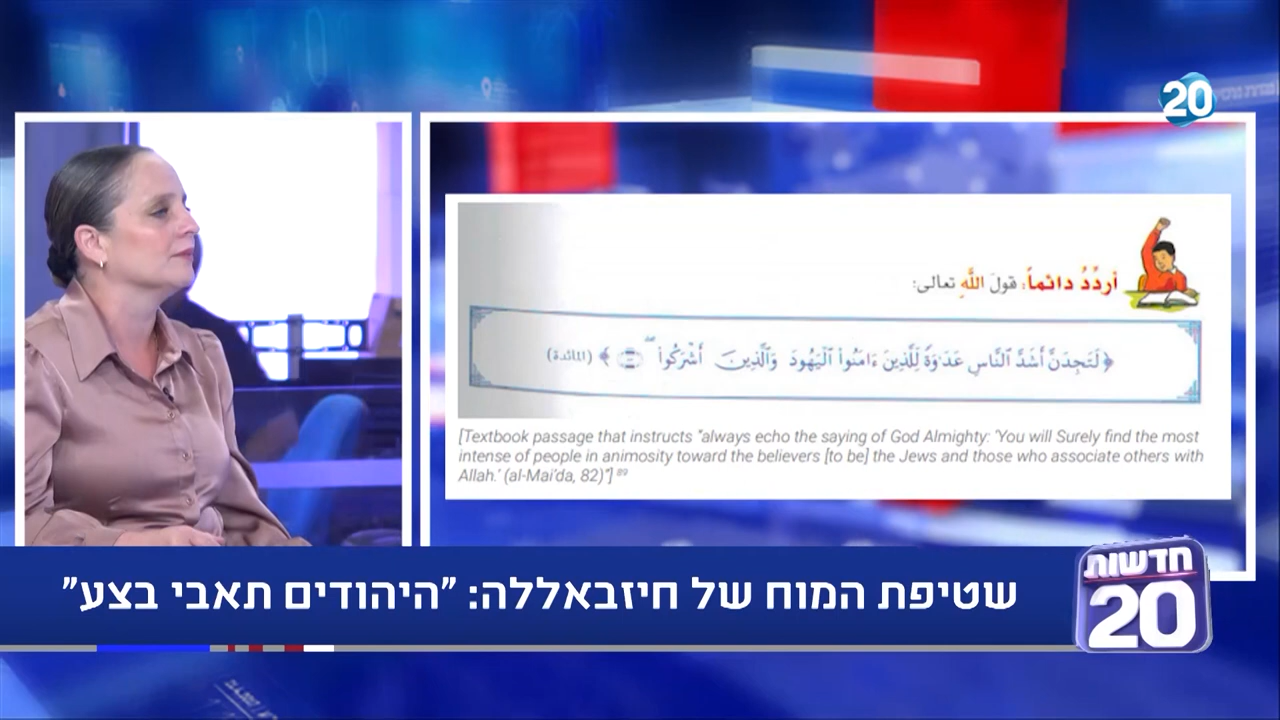 20
أردِّدُ دائماً: قولَ اللَّهِ تعالى:
﴿ لَتَجِدَنَّ أَشَدَّ ٱلنَّاسِ عَدَٰوَةً لِّلَّذِينَ ءَامَنُوا۟ ٱلْيَهُودَ وَٱلَّذِينَ أَشْرَكُوا۟ ۖ ﴾ (المائدة)
[Textbook passage that instructs “always echo the saying of God Almighty: ‘You will Surely find the most
intense of people in animosity toward the believers [to be] the Jews and those who associate others with
Allah.’ (al-Mai’da, 82)”] 89
שטיפת המוח של חיזבאללה: "היהודים תאבי בצע"
חדשות
20